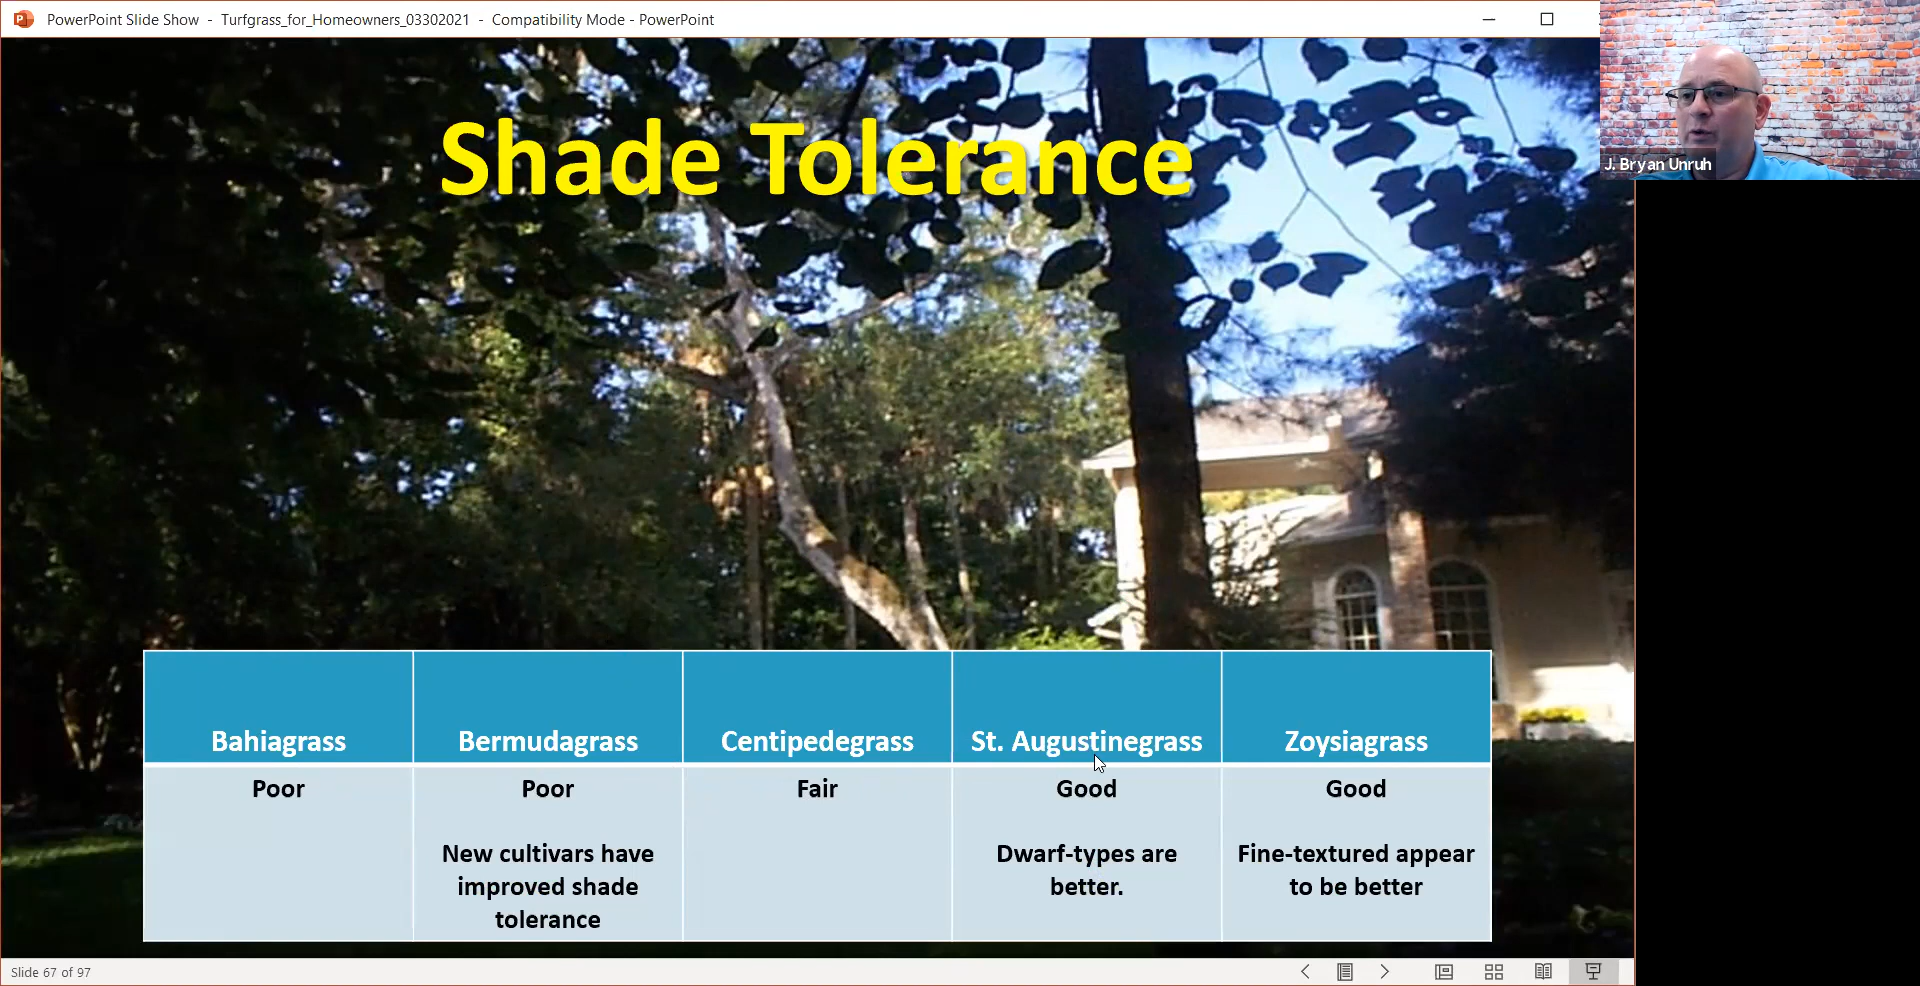 PowerPoint Slide Show - Turfgrass_for_Homeowners_03302021 - Compatibility Mode - PowerPoint
J. Bryan Unruh
Shade Tolerance
Bahiagrass
Bermudagrass
Centipedegrass
St. Augustinegrass
Zoysiagrass
Poor
Poor
Fair
Good
Good
New cultivars have
improved shade
tolerance
Dwarf-types are
better.
Fine-textured appear
to be better
Slide 67 of 97